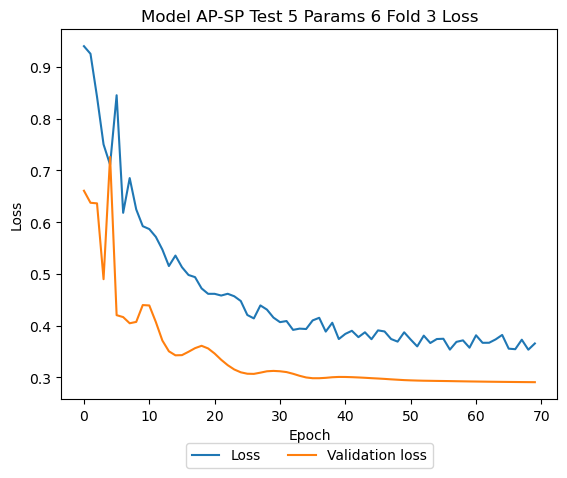 Model AP-SP Test 5 Params 6 Fold 3 Loss
Loss
0.9
0.8
0.7
0.6
0.5
0.4
0.3
0 10 20 30 40 50 60 70
Epoch
Loss Validation loss